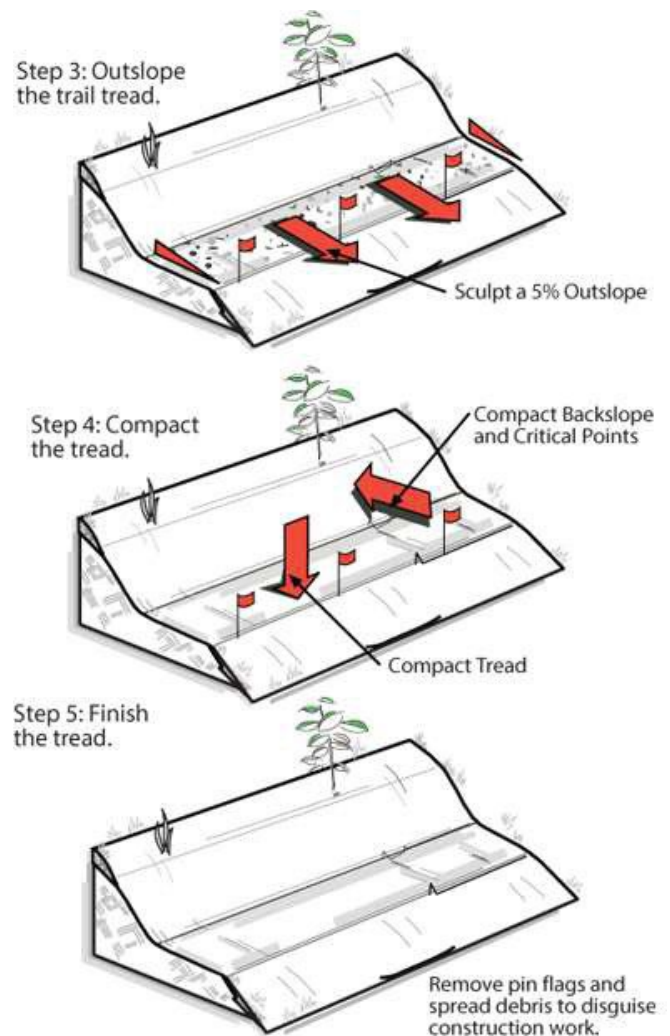 Step 3: Outslope
the trail tread.
Sculpt a 5% Outslope
Step 4: Compact
the tread.
Compact Backslope
and Critical Points
Compact Tread
Step 5: Finish
the tread.
Remove pin flags and
spread debris to disguise
construction work.